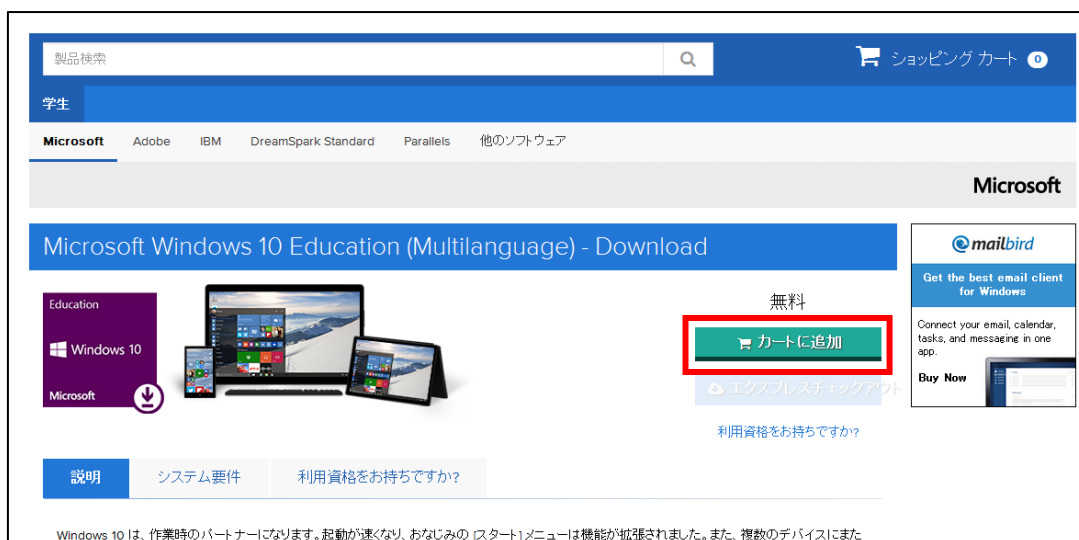 製品検索
ショッピング カート 0
学生
Microsoft Adobe IBM DreamSpark Standard Parallels 他のソフトウェア
Microsoft
Microsoft Windows 10 Education (Multilanguage) - Download
Education
Windows 10
Microsoft
無料
カートに追加
エクスプレスチェックアウト
利用資格をお持ちですか?
mailbird
Get the best email client
for Windows
Connect your email, calendar,
tasks, and messaging in one
app.
Buy Now
説明 システム要件 利用資格をお持ちですか?
Windows 10 は、作業時のパートナーになります。起動が速くなり、おなじみの [スタート] メニューは機能が拡張されました。また、複数のデバイスにまた